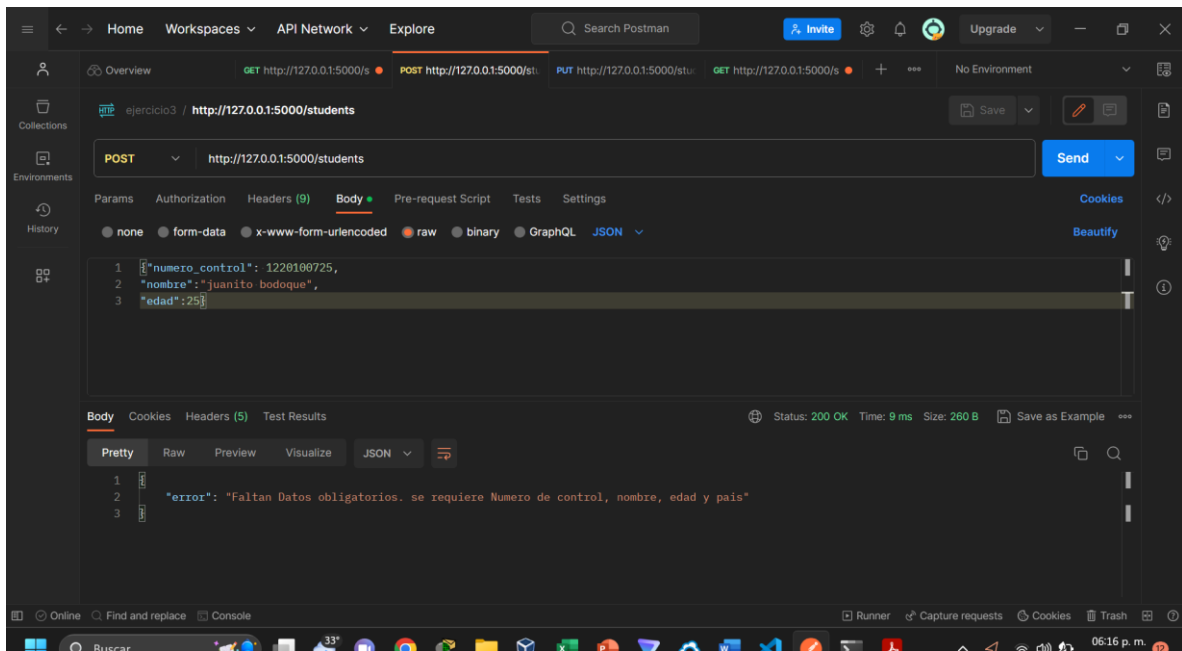 Home Workspaces API Network Explore Search Postman Invite Upgrade
Overview GET http://127.0.0.1:5000/s POST http://127.0.0.1:5000/stu PUT http://127.0.0.1:5000/stu GET http://127.0.0.1:5000/s No Environment
HTTP ejercicio3 / http://127.0.0.1:5000/students Save
Collections
POST http://127.0.0.1:5000/students Send
Environments
Params Authorization Headers (9) Body Pre-request Script Tests Settings Cookies
History
none form-data x-www-form-urlencoded raw binary GraphQL JSON Beautify
1 {"numero_control": 1220100725,
2 "nombre":"juanito bodoque",
3 "edad":25}
Body Cookies Headers (5) Test Results Status: 200 OK Time: 9 ms Size: 260 B Save as Example
Pretty Raw Preview Visualize JSON
1 {
2 "error": "Faltan Datos obligatorios. se requiere Numero de control, nombre, edad y pais"
3 }
Online Find and replace Console Runner Capture requests Cookies Trash
Buscar 33° 06:16 p. m. 12